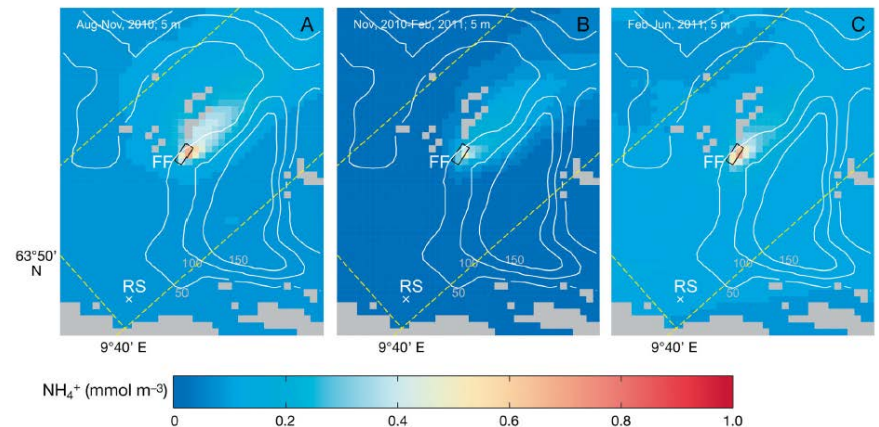 Aug-Nov, 2010; 5 m
A
FF
100
150
50
RS
63°50'
N
9°40' E
Nov, 2010-Feb, 2011; 5 m
B
FF
100
150
50
RS
9°40' E
Feb-Jun, 2011; 5 m
C
FF
100
150
50
RS
9°40' E
NH₄⁺ (mmol m⁻³)
0
0.2
0.4
0.6
0.8
1.0